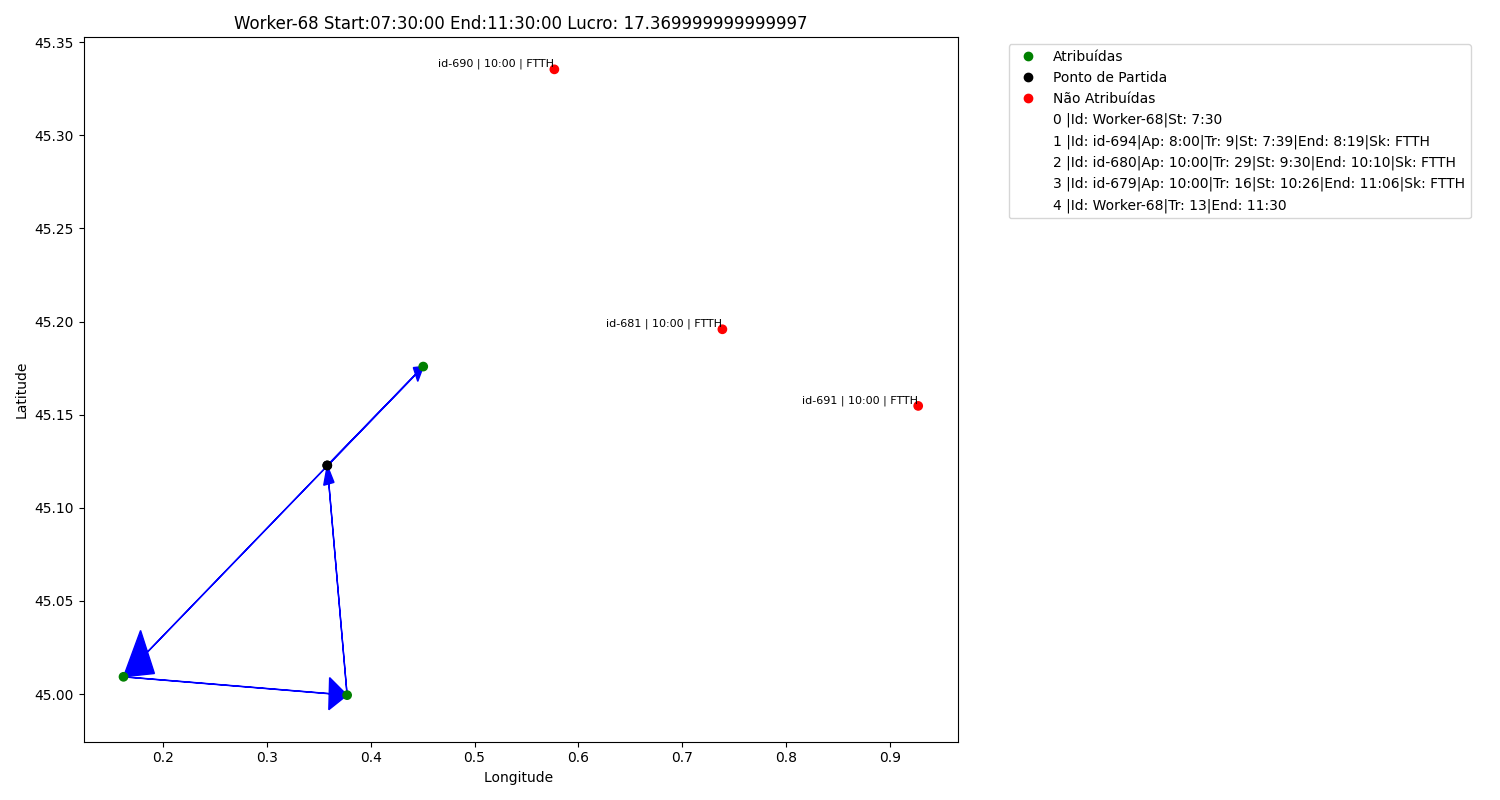 Worker-68 Start:07:30:00 End:11:30:00 Lucro: 17.369999999999997
45.35
45.30
45.25
45.20
45.15
45.10
45.05
45.00
Latitude
id-690 | 10:00 | FTTH
id-681 | 10:00 | FTTH
id-691 | 10:00 | FTTH
0.2
0.3
0.4
0.5
0.6
0.7
0.8
0.9
Longitude
Atribuídas
Ponto de Partida
Não Atribuídas
0 |Id: Worker-68|St: 7:30
1 |Id: id-694|Ap: 8:00|Tr: 9|St: 7:39|End: 8:19|Sk: FTTH
2 |Id: id-680|Ap: 10:00|Tr: 29|St: 9:30|End: 10:10|Sk: FTTH
3 |Id: id-679|Ap: 10:00|Tr: 16|St: 10:26|End: 11:06|Sk: FTTH
4 |Id: Worker-68|Tr: 13|End: 11:30